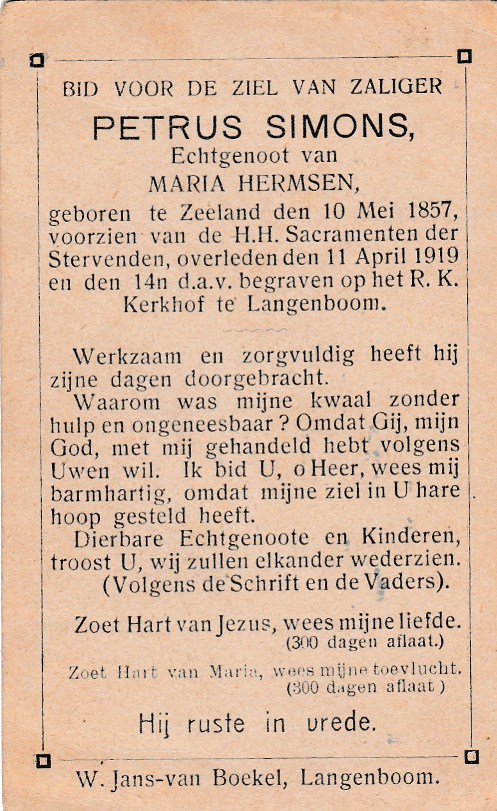 BID VOOR DE ZIEL VAN ZALIGER
PETRUS SIMONS,
Echtgenoot van
MARIA HERMSEN,
geboren te Zeeland den 10 Mei 1857,
voorzien van de H.H. Sacramenten der
Stervenden, overleden den 11 April 1919
en den 14n d.a.v. begraven op het R. K.
Kerkhof te Langenboom.
Werkzaam en zorgvuldig heeft hij
zijne dagen doorgebracht.
Waarom was mijne kwaal zonder
hulp en ongeneesbaar? Omdat Gij, mijn
God, met mij gehandeld hebt volgens
Uwen wil. Ik bid U, o Heer, wees mij
barmhartig, omdat mijne ziel in U hare
hoop gesteld heeft.
Dierbare Echtgenoote en Kinderen,
troost U, wij zullen elkander wederzien.
(Volgens de Schrift en de Vaders).
Zoet Hart van Jezus, wees mijne liefde.
(300 dagen aflaat.)
Zoet Hart van Maria, wees mijne toevlucht.
(300 dagen aflaat)
Hij ruste in vrede.
W. Jans-van Boekel, Langenboom.